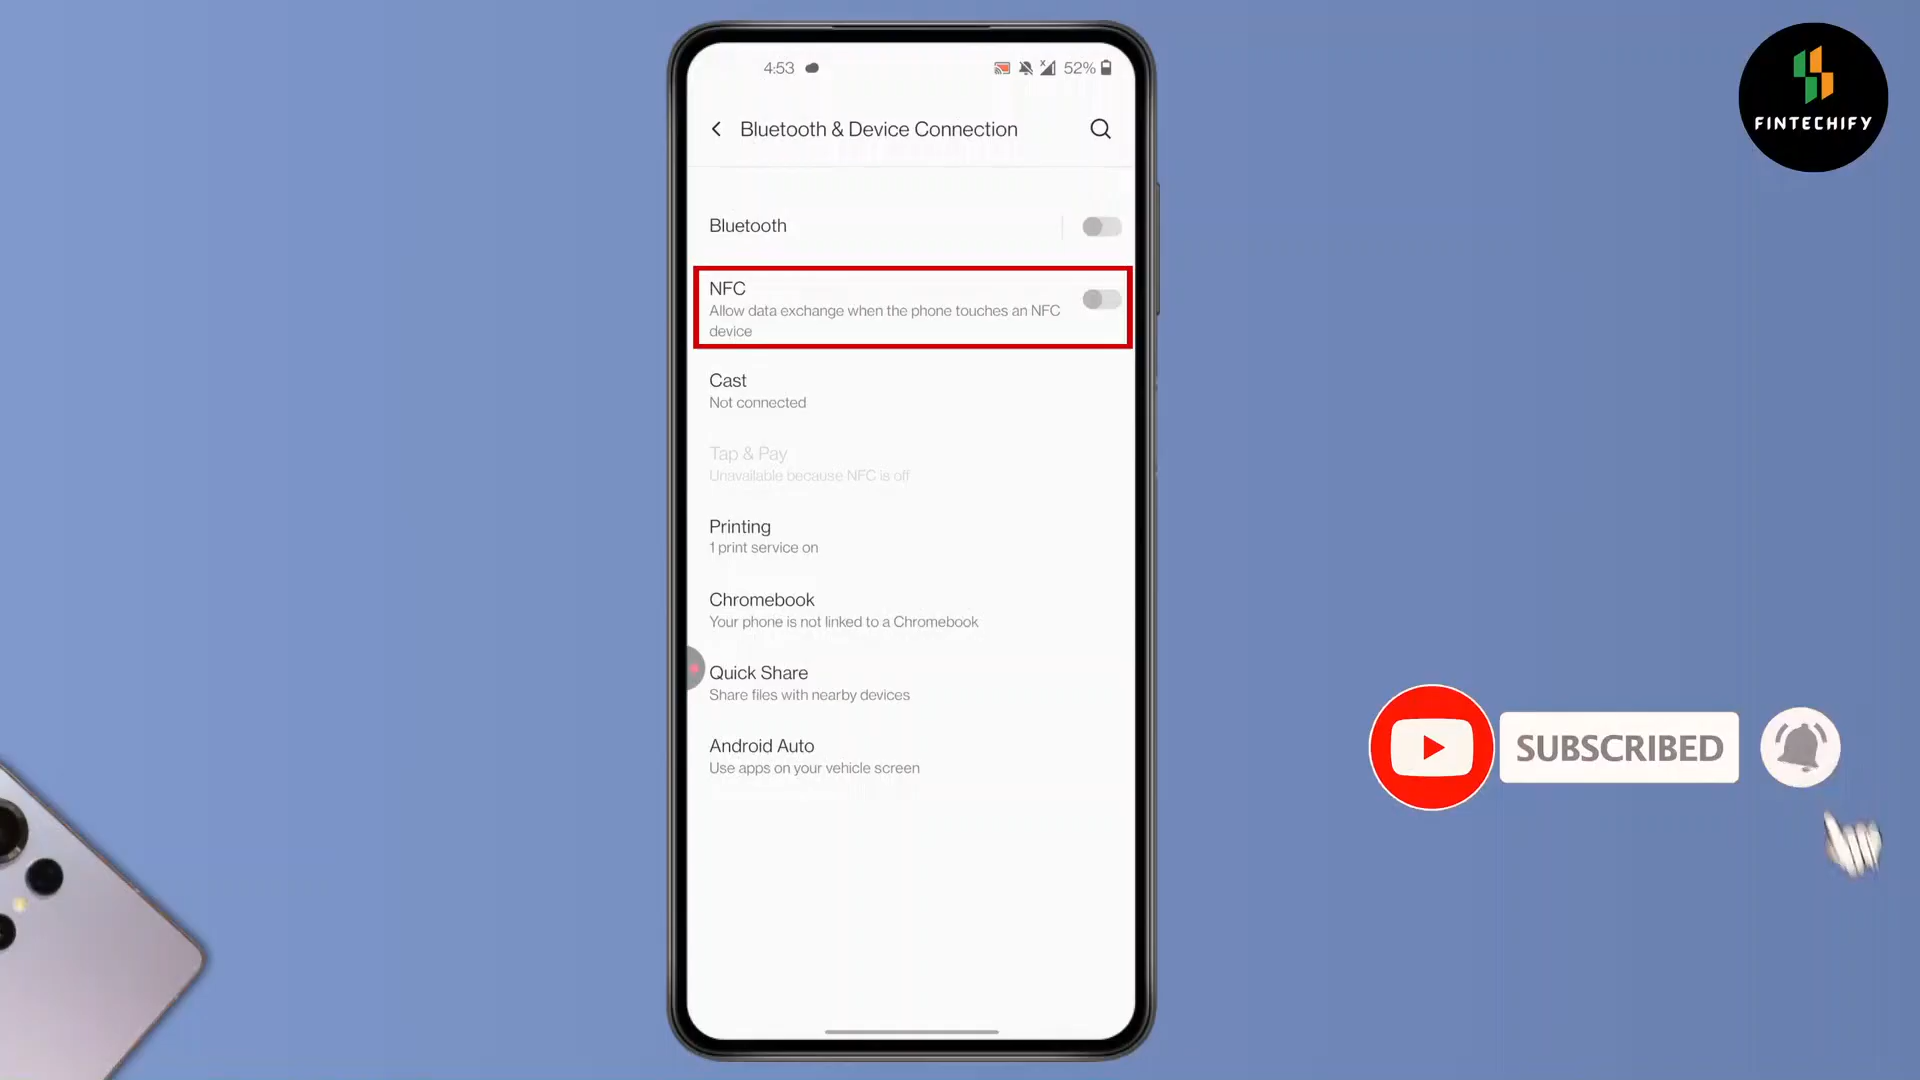 4:53
52%
FINTECHIFY
Bluetooth & Device Connection
Bluetooth
NFC
Allow data exchange when the phone touches an NFC
device
Cast
Not connected
Tap & Pay
Unavailable because NFC is off
Printing
1 print service on
Chromebook
Your phone is not linked to a Chromebook
Quick Share
Share files with nearby devices
SUBSCRIBED
Android Auto
Use apps on your vehicle screen